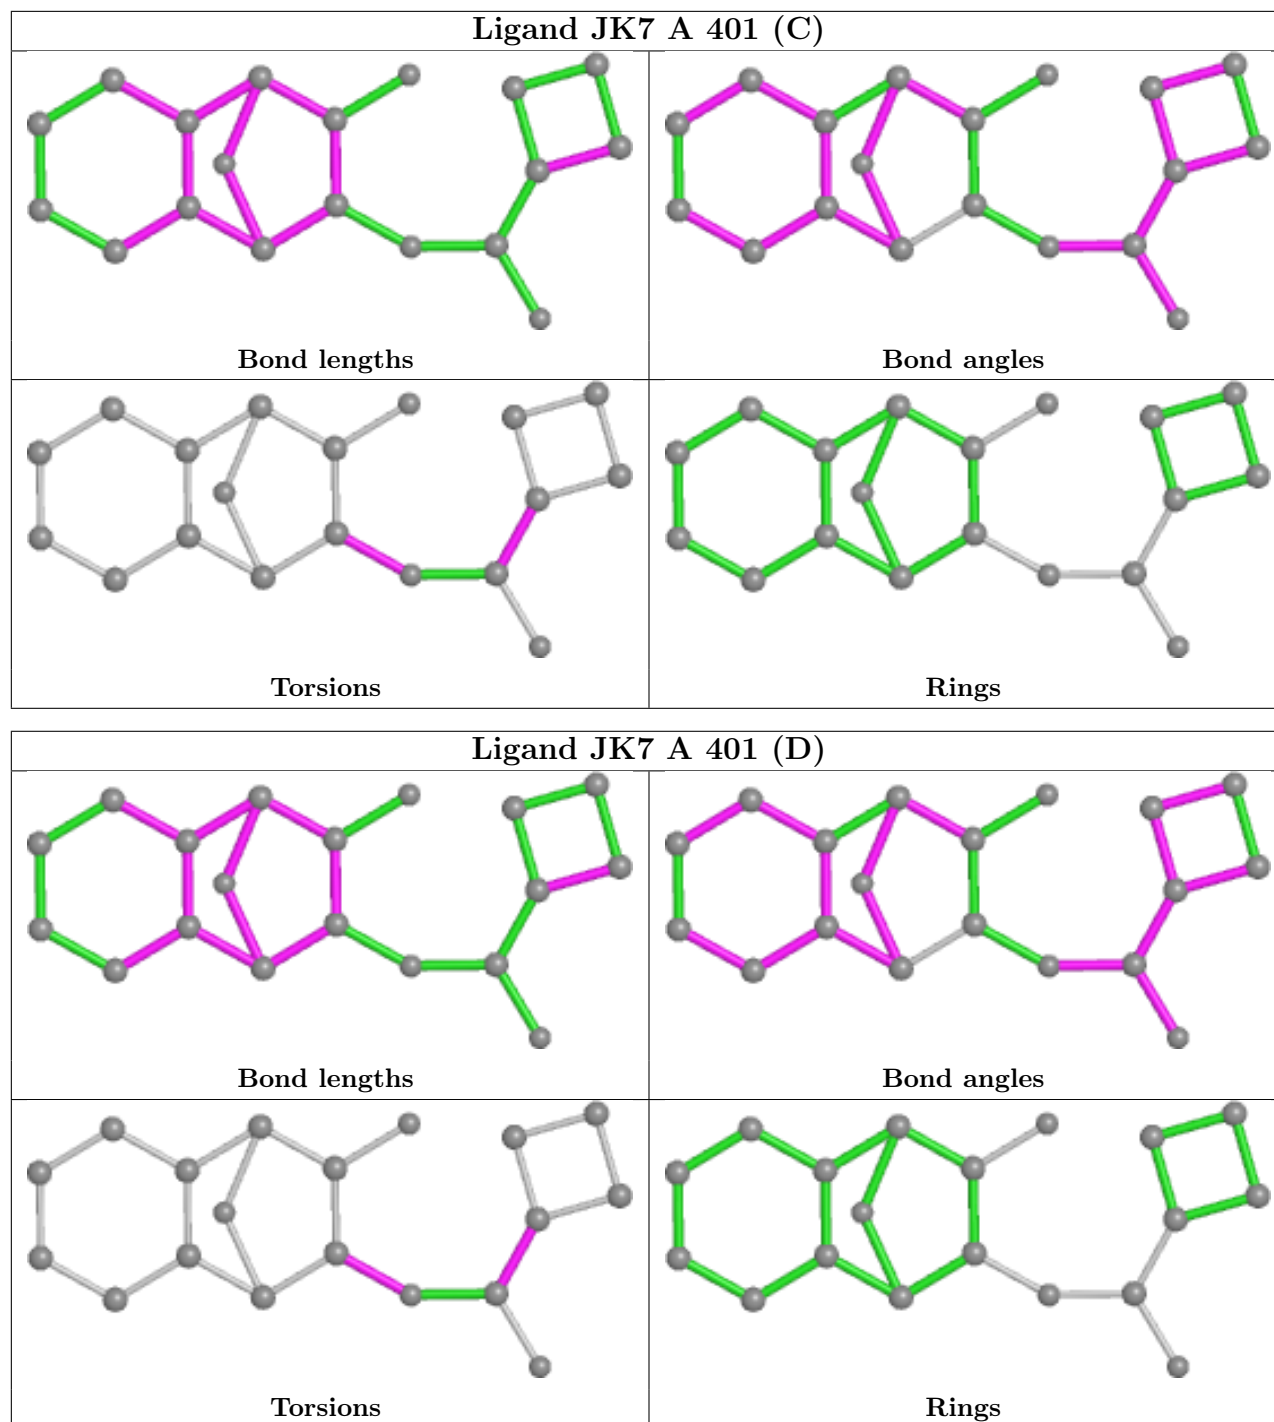 Ligand JK7 A 401 (C)
Bond lengths
Bond angles
Torsions
Rings
Ligand JK7 A 401 (D)
Bond lengths
Bond angles
Torsions
Rings